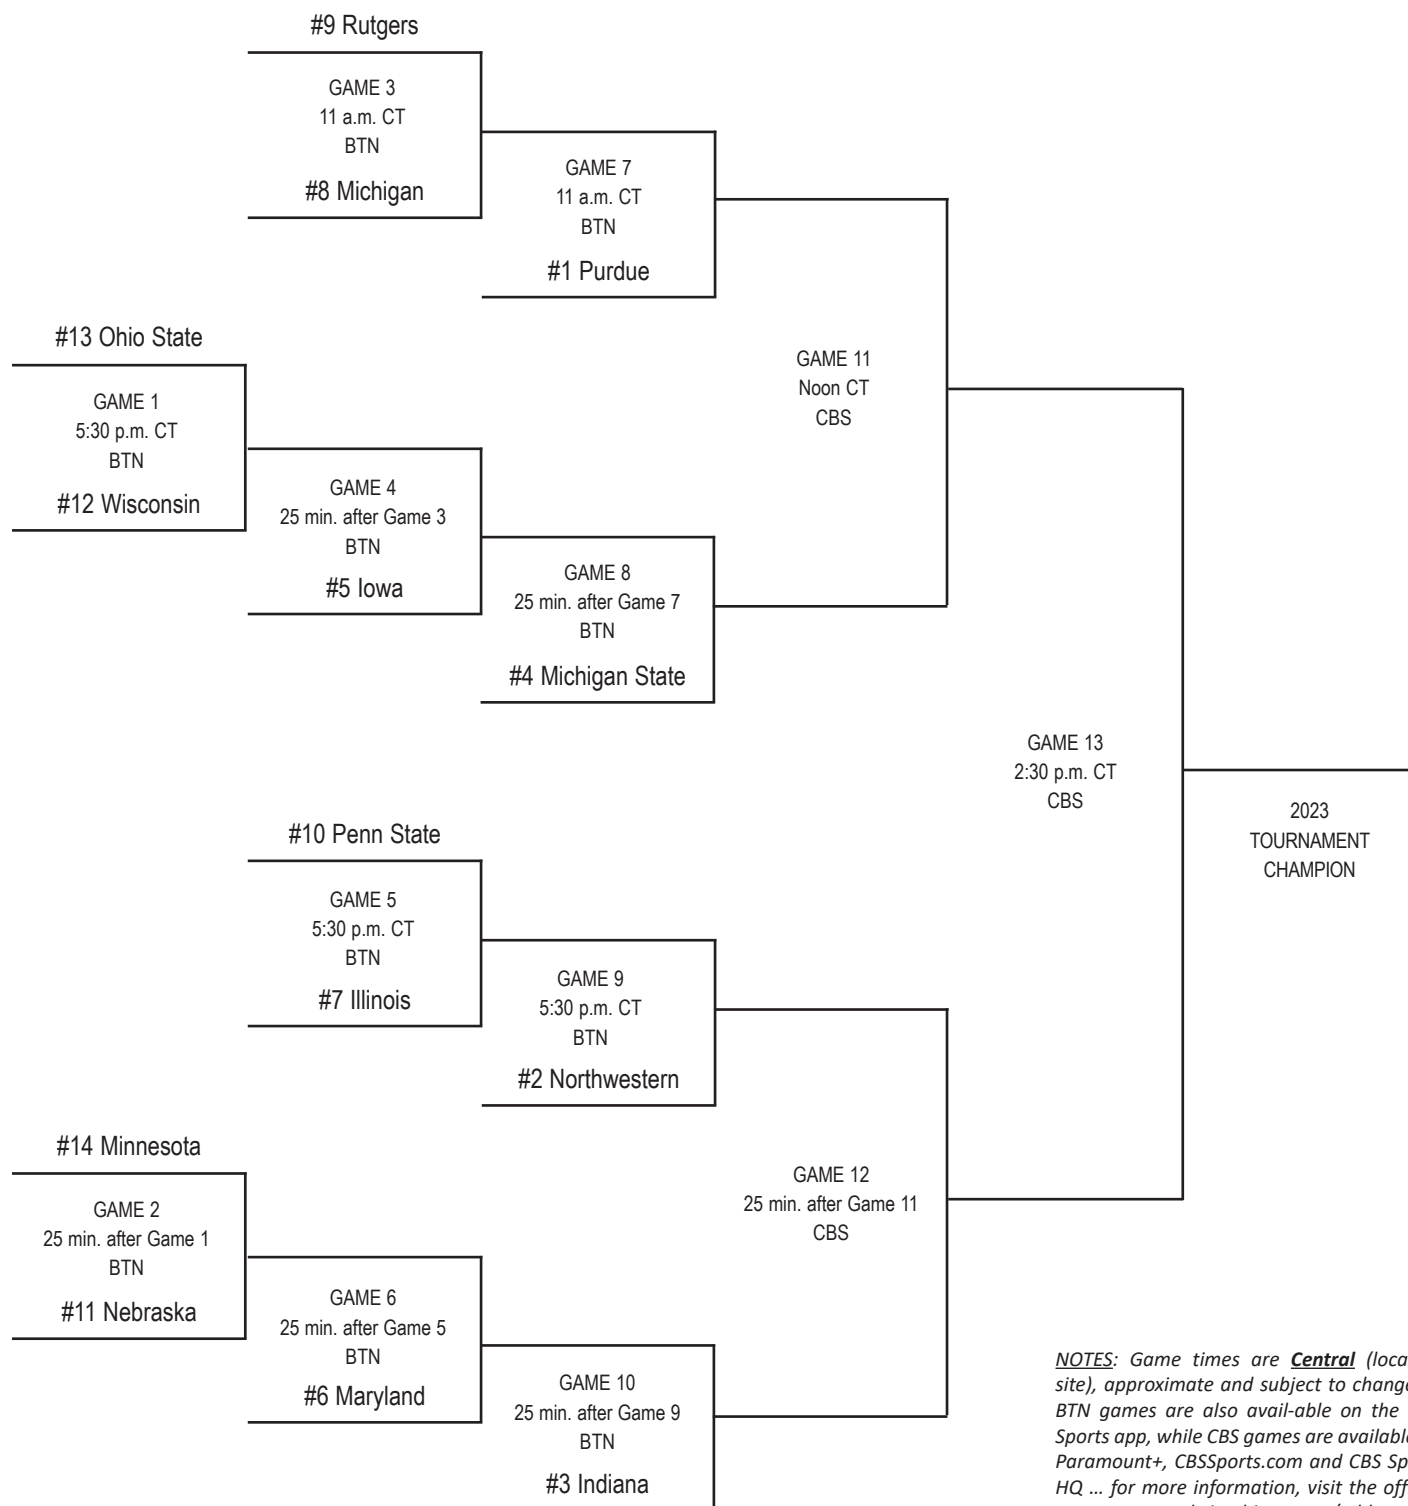 #9 Rutgers
GAME 3
11 a.m. CT
BTN
#8 Michigan
GAME 7
11 a.m. CT
BTN
#1 Purdue
#13 Ohio State
GAME 1
5:30 p.m. CT
BTN
#12 Wisconsin
GAME 4
25 min. after Game 3
BTN
#5 Iowa
GAME 8
25 min. after Game 7
BTN
#4 Michigan State
GAME 11
Noon CT
CBS
GAME 13
2:30 p.m. CT
CBS
2023
TOURNAMENT
CHAMPION
#10 Penn State
GAME 5
5:30 p.m. CT
BTN
#7 Illinois
GAME 9
5:30 p.m. CT
BTN
#2 Northwestern
#14 Minnesota
GAME 2
25 min. after Game 1
BTN
#11 Nebraska
GAME 6
25 min. after Game 5
BTN
#6 Maryland
GAME 10
25 min. after Game 9
BTN
#3 Indiana
GAME 12
25 min. after Game 11
CBS
NOTES: Game times are Central (loca
site), approximate and subject to change
BTN games are also avail-able on the
Sports app, while CBS games are available
Paramount+, CBSSports.com and CBS Sp
HQ ... for more information, visit the off